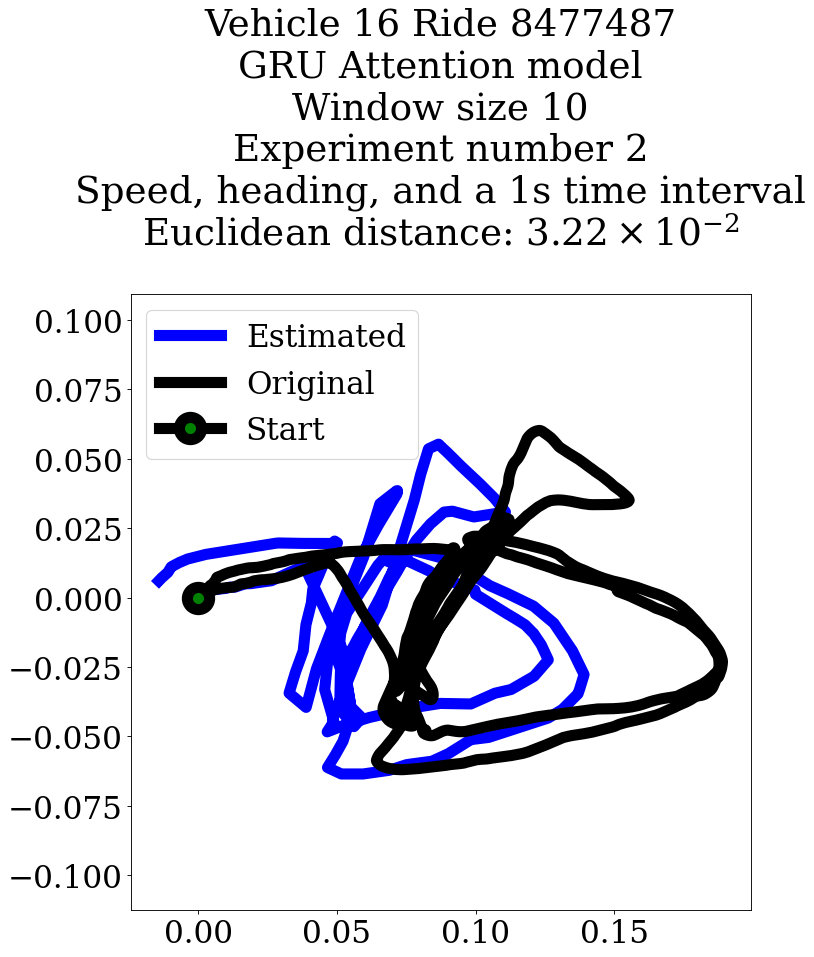 Vehicle 16 Ride 8477487
GRU Attention model
Window size 10
Experiment number 2
Speed, heading, and a 1s time interval
Euclidean distance: 3.22 × 10⁻²
Estimated
Original
Start
0.100
0.075
0.050
0.025
0.000
−0.025
−0.050
−0.075
−0.100
0.00 0.05 0.10 0.15